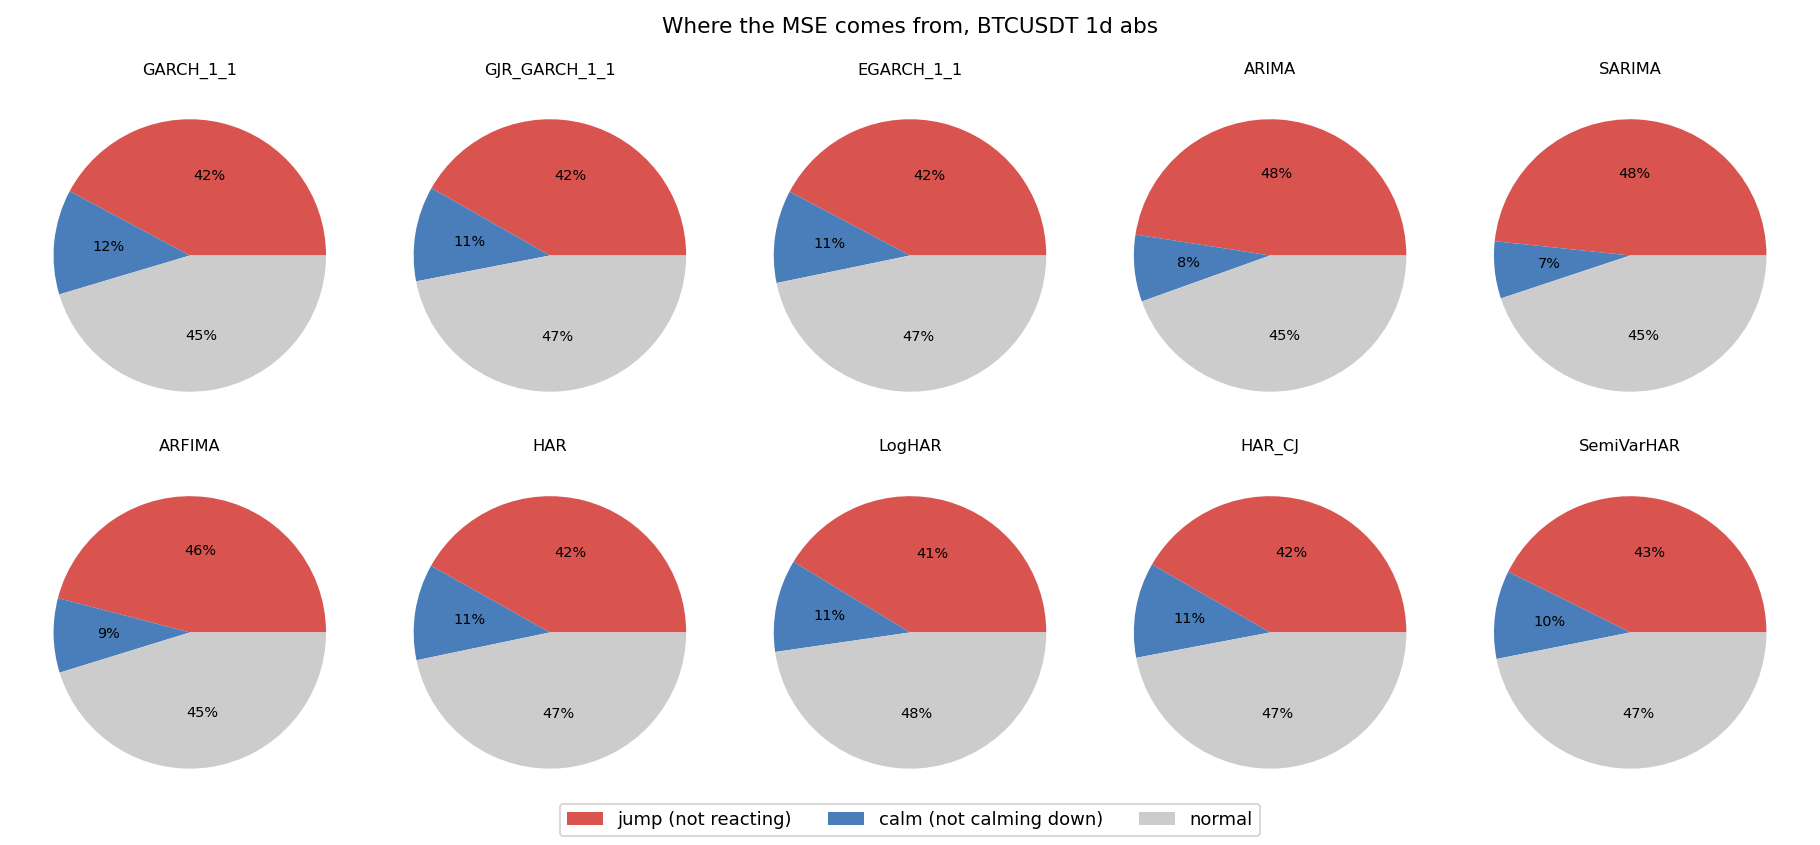 Where the MSE comes from, BTCUSDT 1d abs
GARCH_1_1
GJR_GARCH_1_1
EGARCH_1_1
ARIMA
SARIMA
42%
12%
45%
42%
11%
47%
42%
11%
47%
48%
8%
45%
48%
7%
45%
ARFIMA
HAR
LogHAR
HAR_CJ
SemiVarHAR
46%
9%
45%
42%
11%
47%
41%
11%
48%
42%
11%
47%
43%
10%
47%
jump (not reacting)
calm (not calming down)
normal